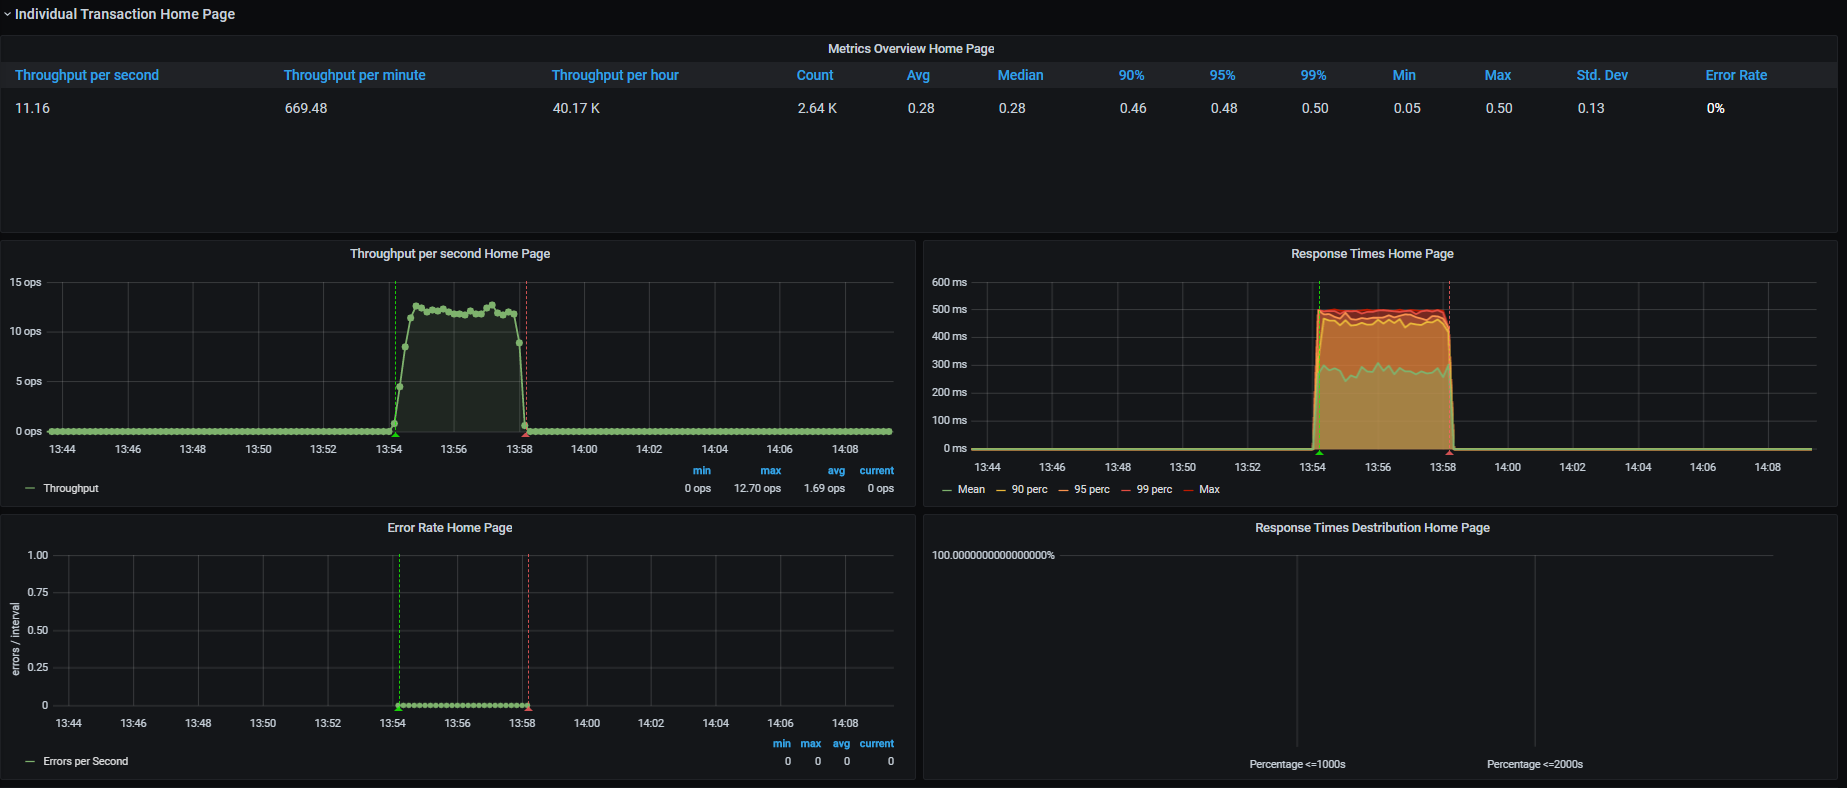 Individual Transaction Home Page
Metrics Overview Home Page
Throughput per second Throughput per minute Throughput per hour Count Avg Median 90% 95% 99% Min Max Std. Dev Error Rate
11.16 669.48 40.17 K 2.64 K 0.28 0.28 0.46 0.48 0.50 0.05 0.50 0.13 0%
Throughput per second Home Page
15 ops
10 ops
5 ops
0 ops
13:44 13:46 13:48 13:50 13:52 13:54 13:56 13:58 14:00 14:02 14:04 14:06 14:08
min max avg current
Throughput 0 ops 12.70 ops 1.69 ops 0 ops
Response Times Home Page
600 ms
500 ms
400 ms
300 ms
200 ms
100 ms
0 ms
13:44 13:46 13:48 13:50 13:52 13:54 13:56 13:58 14:00 14:02 14:04 14:06 14:08
Mean 90 perc 95 perc 99 perc Max
Error Rate Home Page
errors / interval
1.00
0.75
0.50
0.25
0
13:44 13:46 13:48 13:50 13:52 13:54 13:56 13:58 14:00 14:02 14:04 14:06 14:08
min max avg current
Errors per Second 0 0 0 0
Response Times Destribution Home Page
100.0000000000000000%
Percentage <=1000s Percentage <=2000s